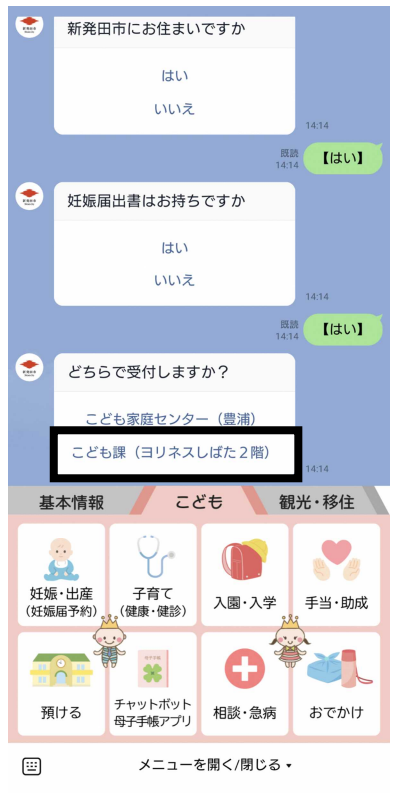 新発田市にお住まいですか
はい
いいえ
14:14
既読
14:14
【はい】
妊娠届出書はお持ちですか
はい
いいえ
14:14
既読
14:14
【はい】
どちらで受付しますか？
こども家庭センター（豊浦）
こども課（ヨリネスしばた２階）
14:14
基本情報
こども
観光・移住
妊娠・出産
（妊娠届予約）
子育て
（健康・健診）
入園・入学
手当・助成
預ける
母子手帳
チャットボット
母子手帳アプリ
相談・急病
おでかけ
メニューを開く/閉じる ▾